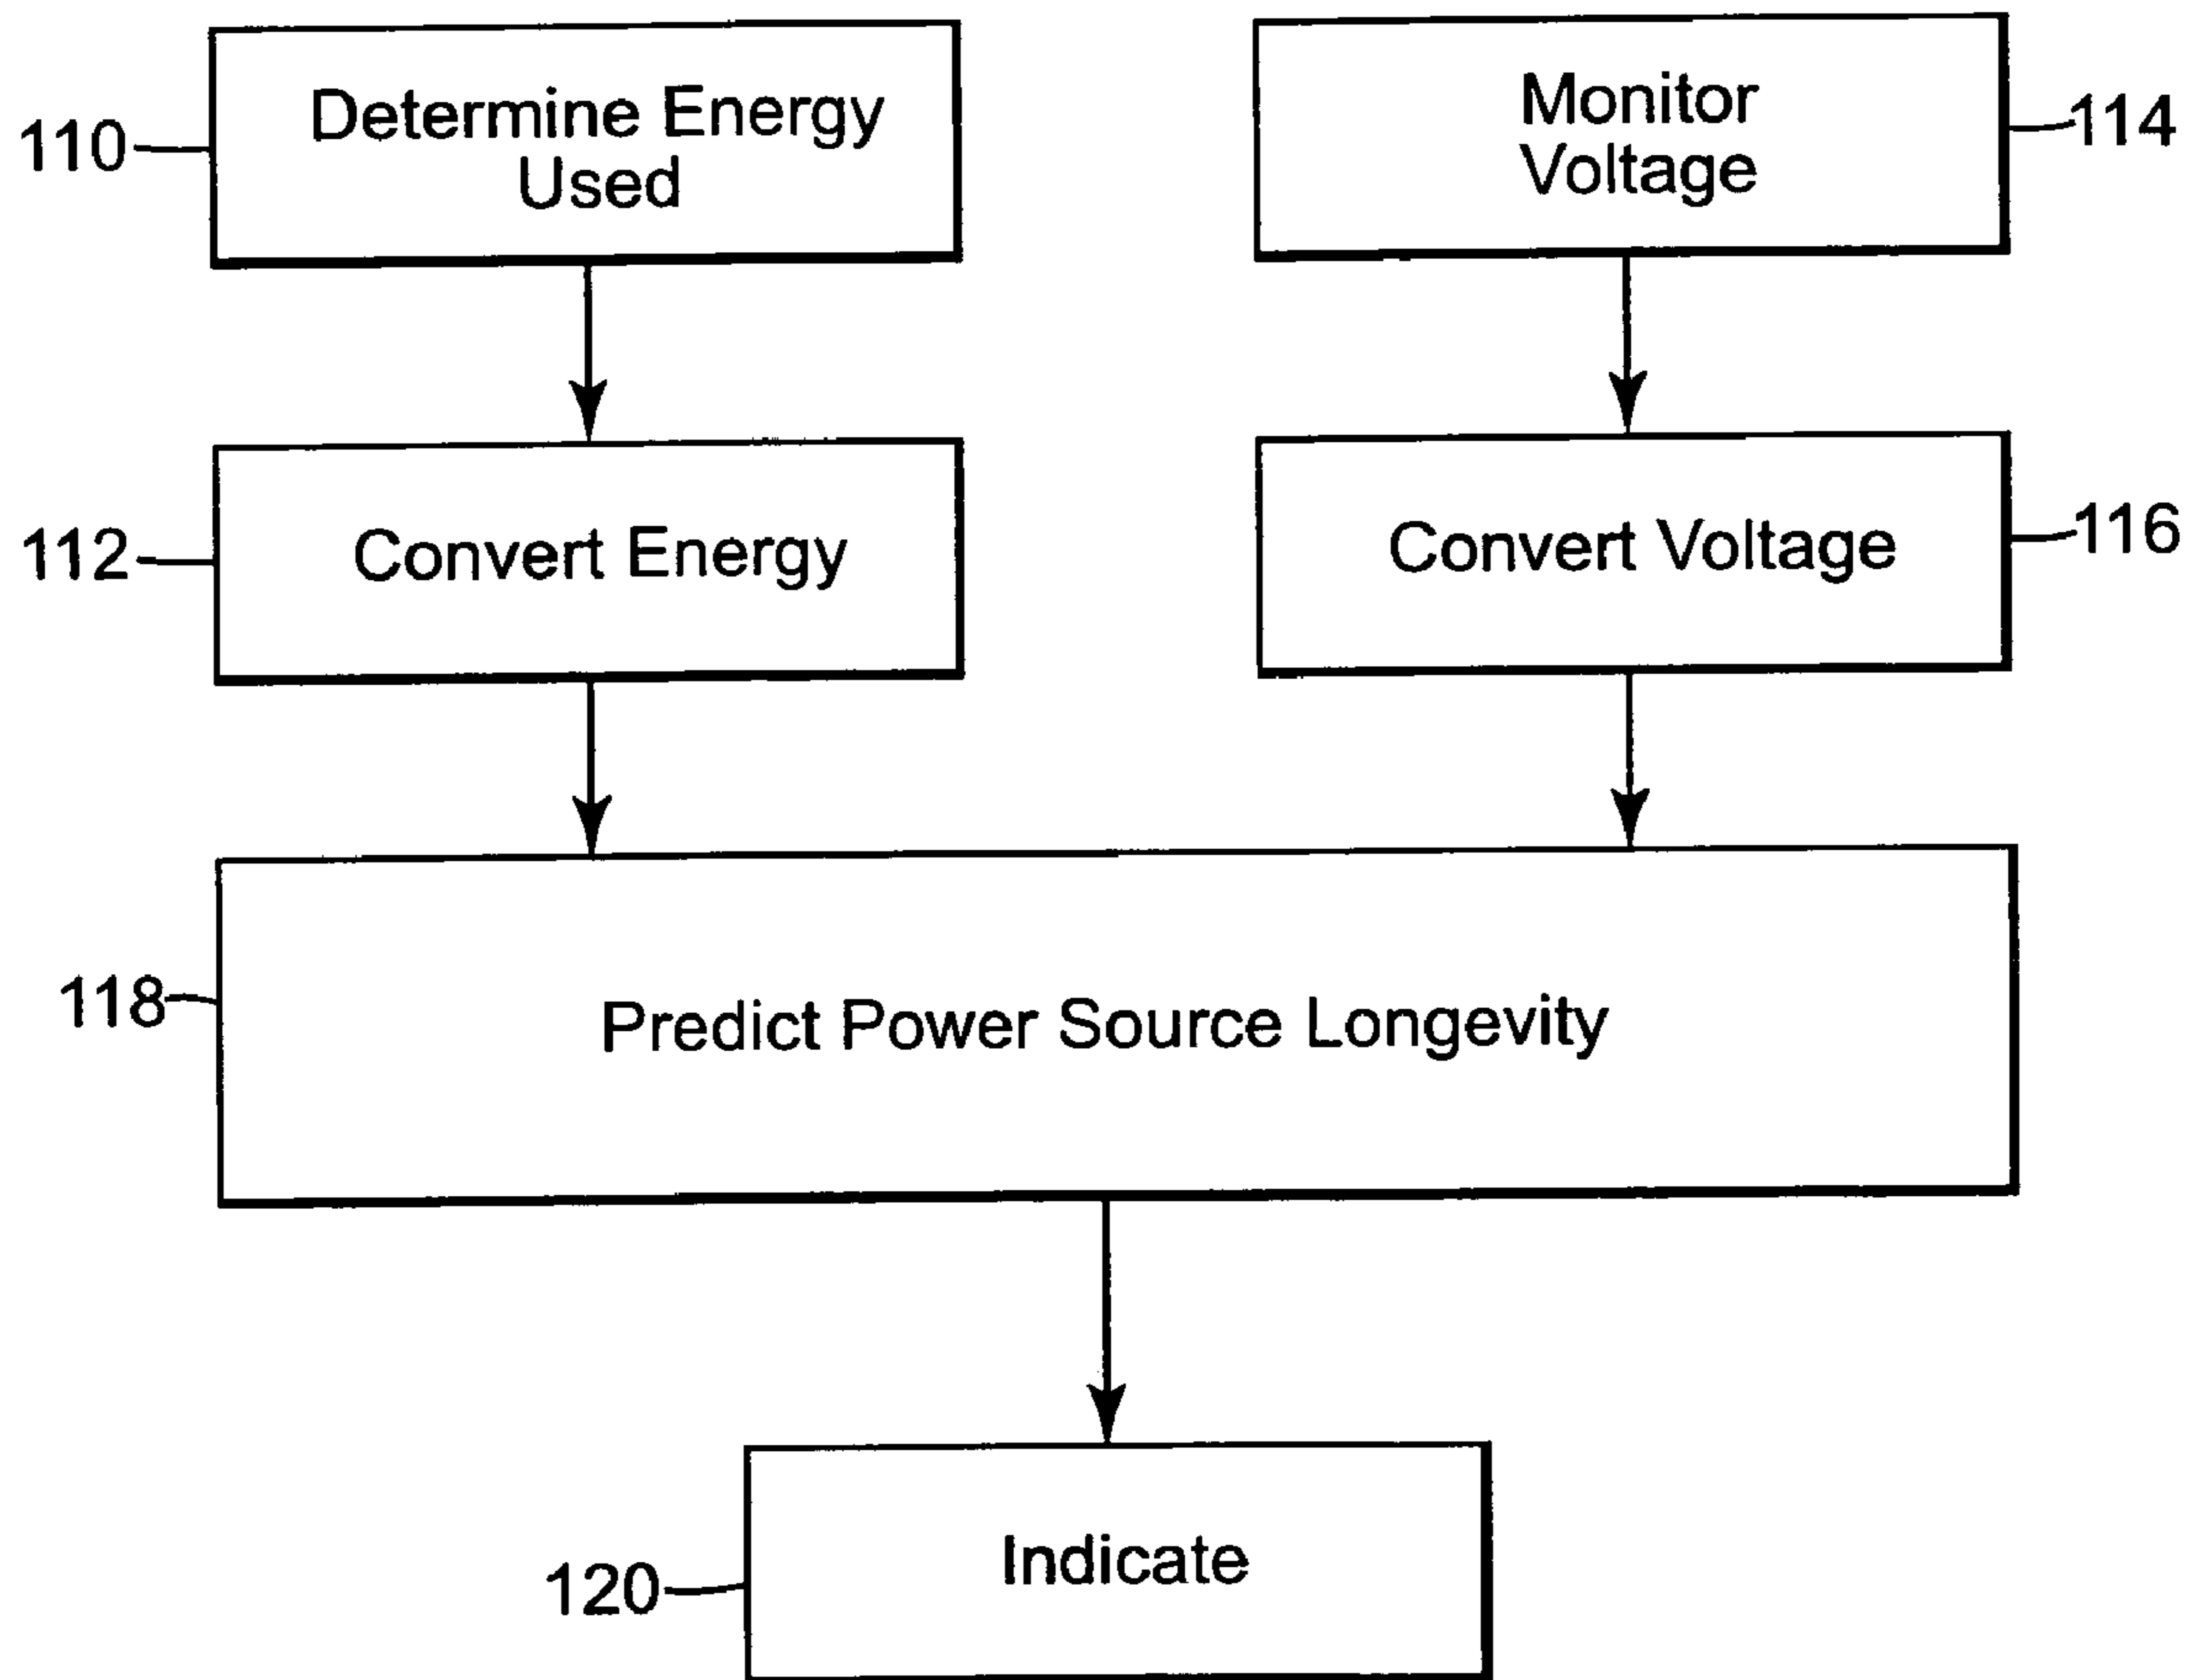 Determine Energy
Used
110
Monitor
Voltage
114
Convert Energy
112
Convert Voltage
116
Predict Power Source Longevity
118
Indicate
120